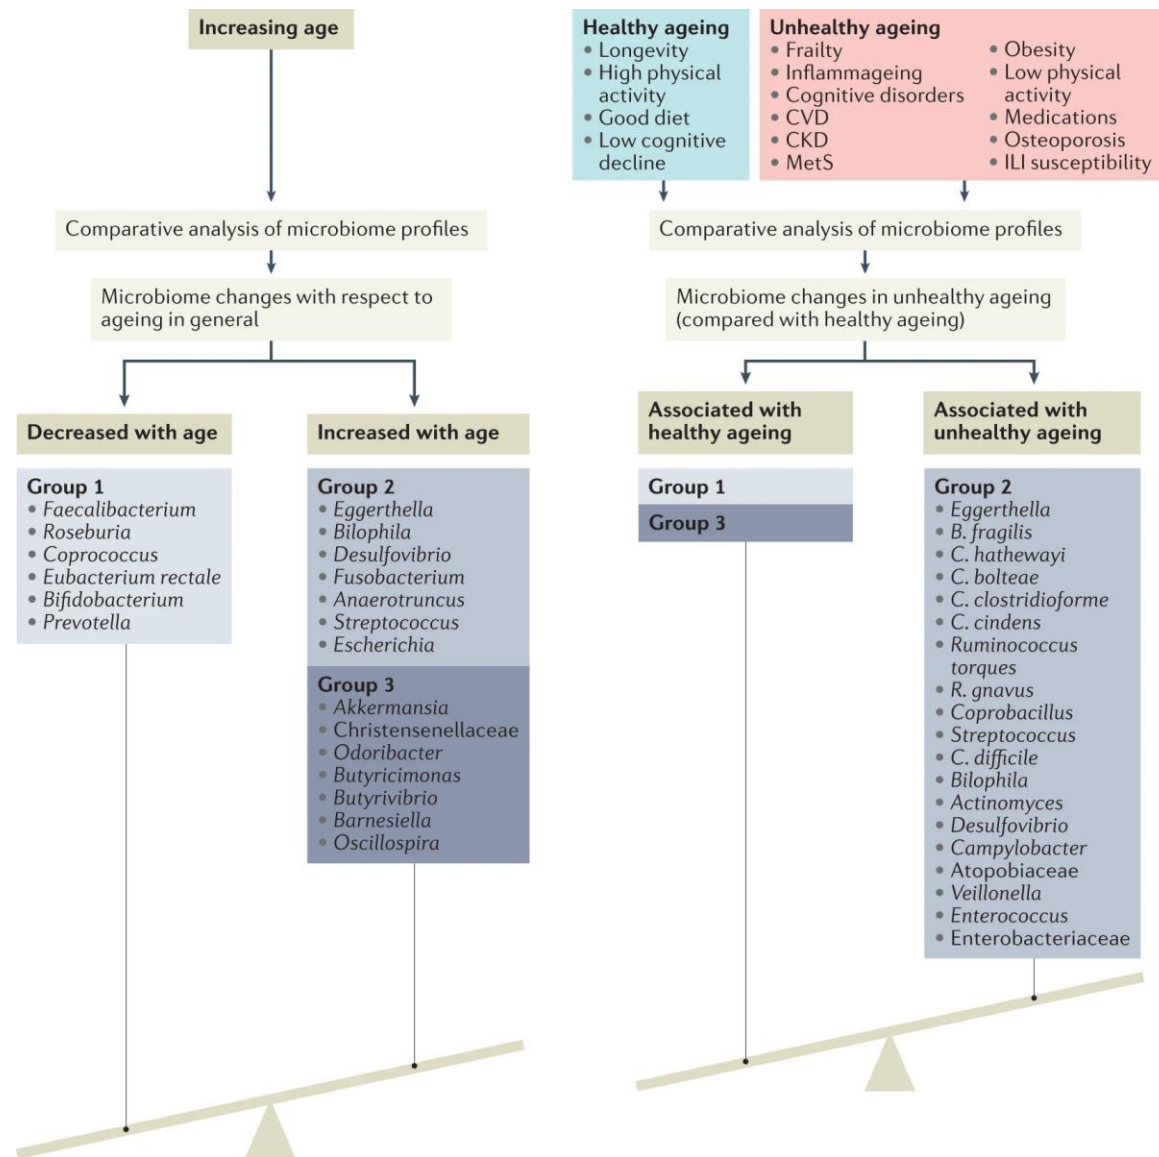 Increasing age
Comparative analysis of microbiome profiles
Microbiome changes with respect to
ageing in general
Decreased with age
Increased with age
Group 1
• Faecalibacterium
• Roseburia
• Coprococcus
• Eubacterium rectale
• Bifidobacterium
• Prevotella
Group 2
• Eggerthella
• Bilophila
• Desulfovibrio
• Fusobacterium
• Anaerotruncus
• Streptococcus
• Escherichia
Group 3
• Akkermansia
• Christensenellaceae
• Odoribacter
• Butyricimonas
• Butyrivibrio
• Barnesiella
• Oscillospira
Healthy ageing
• Longevity
• High physical
activity
• Good diet
• Low cognitive
decline
Unhealthy ageing
• Frailty
• Inflammageing
• Cognitive disorders
• CVD
• CKD
• MetS
• Obesity
• Low physical
activity
• Medications
• Osteoporosis
• ILI susceptibility
Comparative analysis of microbiome profiles
Microbiome changes in unhealthy ageing
(compared with healthy ageing)
Associated with
healthy ageing
Associated with
unhealthy ageing
Group 1
Group 3
Group 2
• Eggerthella
• B. fragilis
• C. hathewayi
• C. bolteae
• C. clostridioforme
• C. cindens
• Ruminococcus
torques
• R. gnavus
• Coprobacillus
• Streptococcus
• C. difficile
• Bilophila
• Actinomyces
• Desulfovibrio
• Campylobacter
• Atopobiaceae
• Veillonella
• Enterococcus
• Enterobacteriaceae